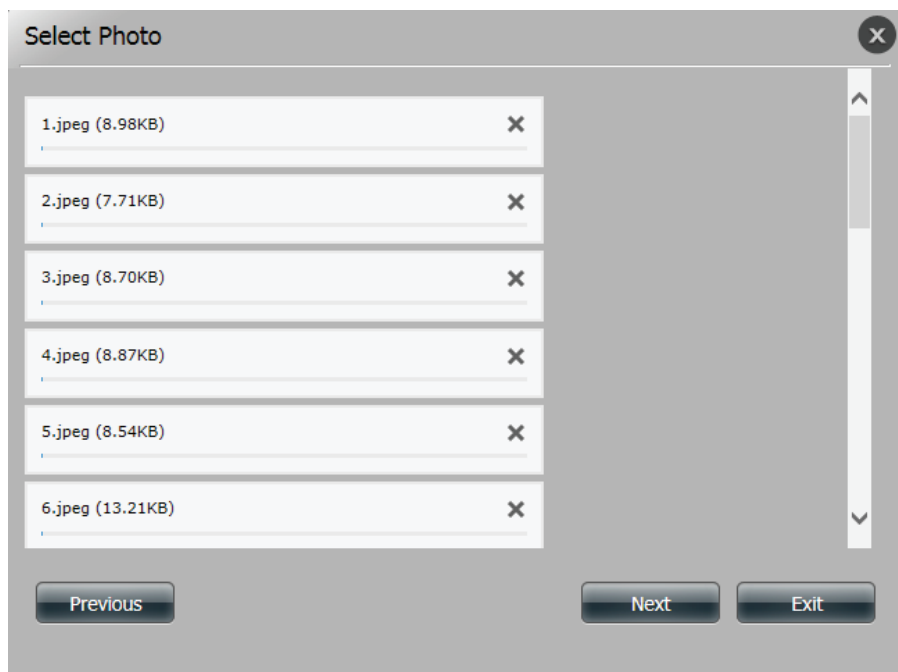 Select Photo
1.jpeg (8.98KB)
2.jpeg (7.71KB)
3.jpeg (8.70KB)
4.jpeg (8.87KB)
5.jpeg (8.54KB)
6.jpeg (13.21KB)
Previous Next Exit